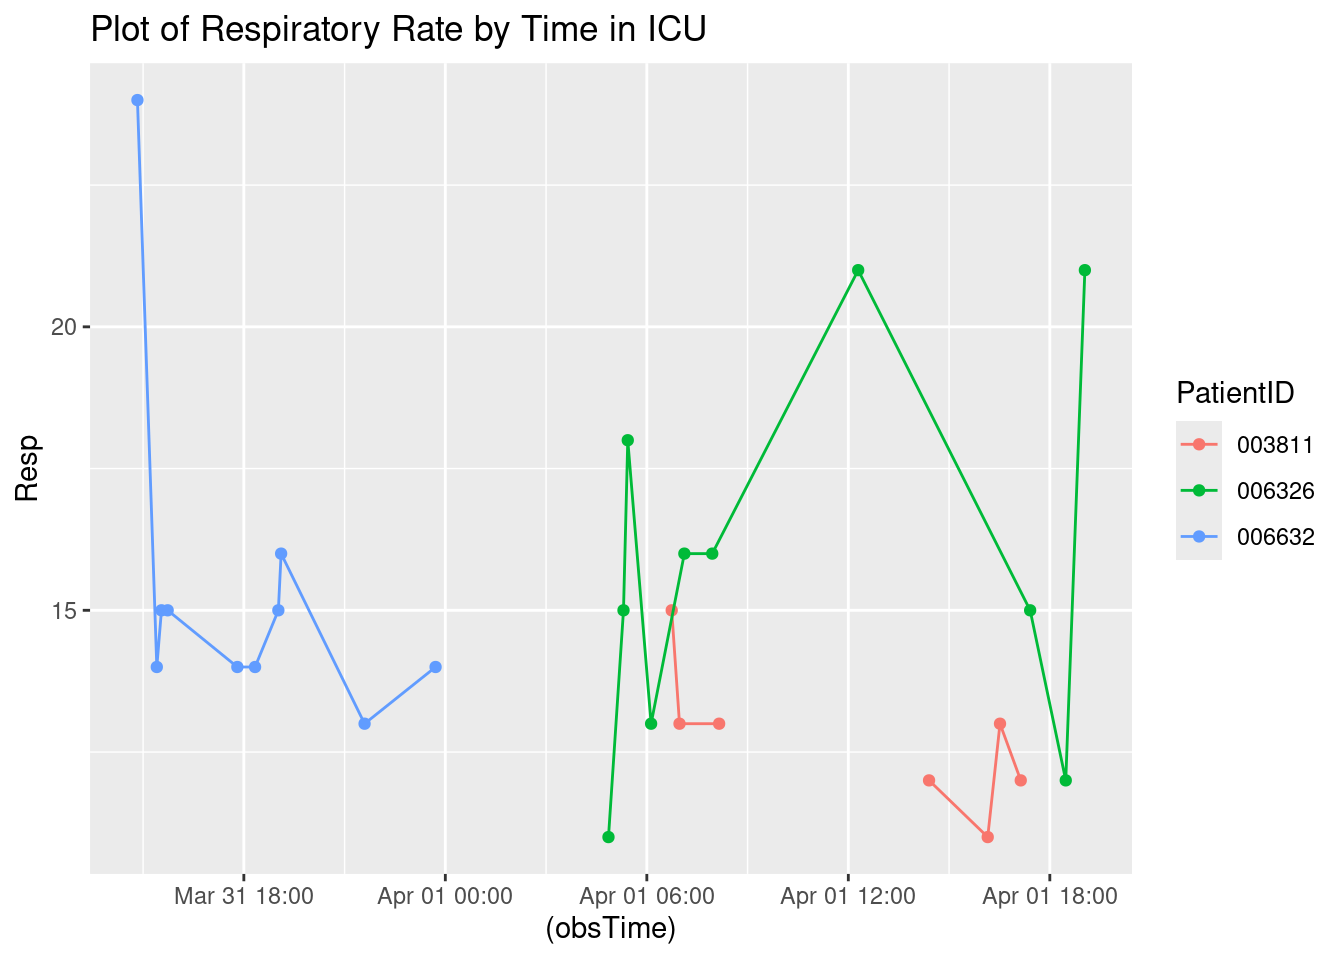 Plot of Respiratory Rate by Time in ICU
Resp
20
15
Mar 31 18:00
Apr 01 00:00
Apr 01 06:00
Apr 01 12:00
Apr 01 18:00
(obsTime)
PatientID
003811
006326
006632